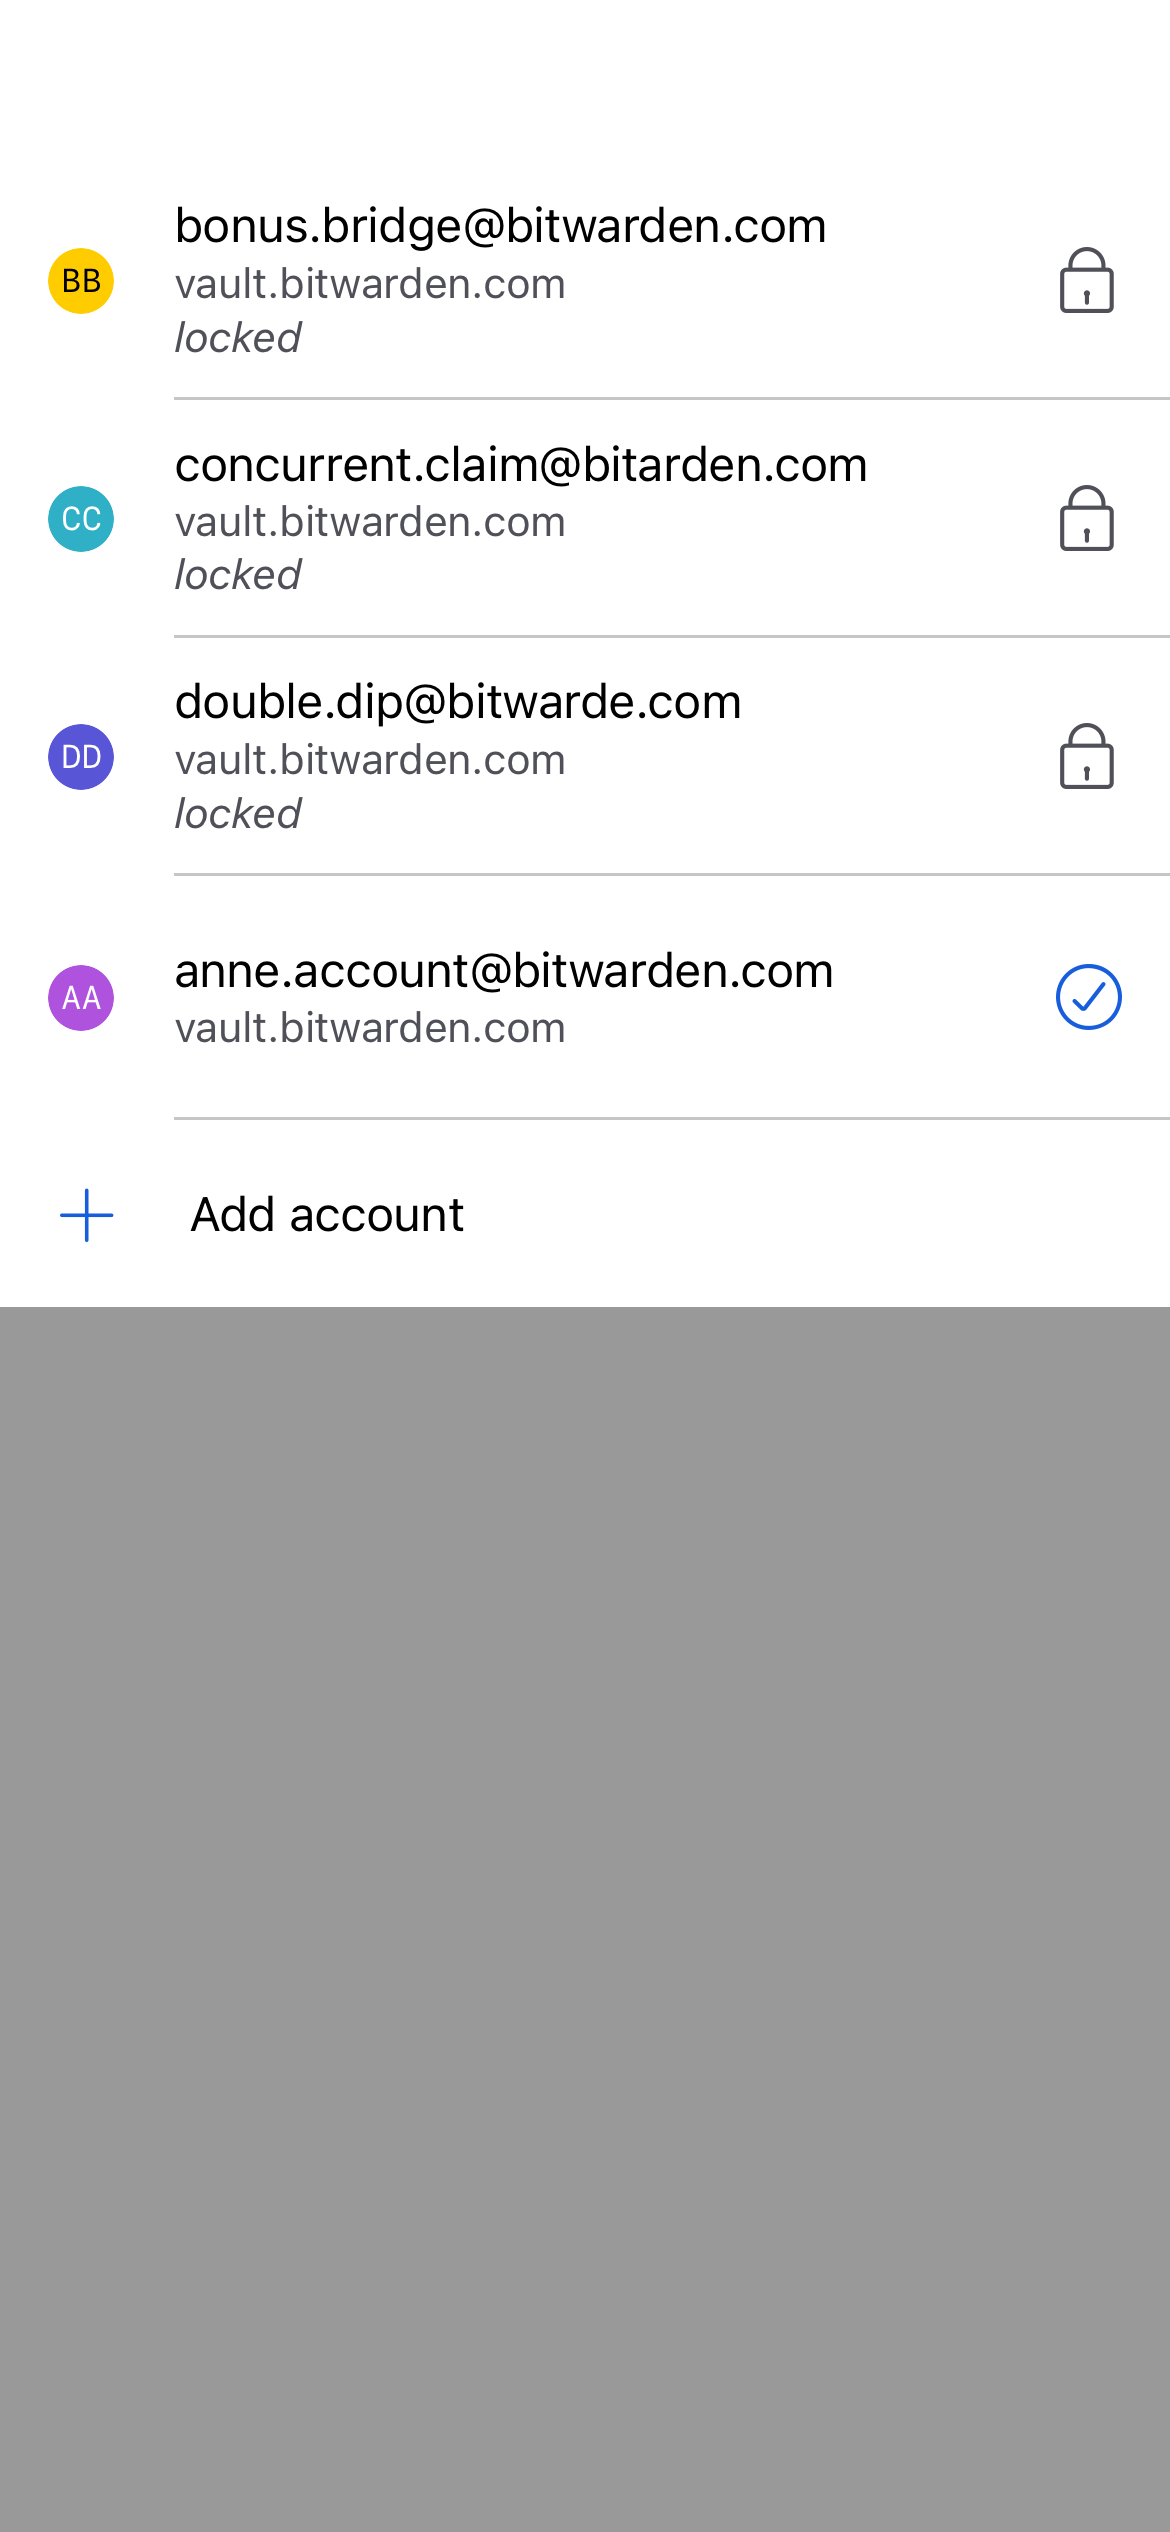 BB
bonus.bridge@bitwarden.com
vault.bitwarden.com
locked
CC
concurrent.claim@bitarden.com
vault.bitwarden.com
locked
DD
double.dip@bitwarde.com
vault.bitwarden.com
locked
AA
anne.account@bitwarden.com
vault.bitwarden.com
Add account